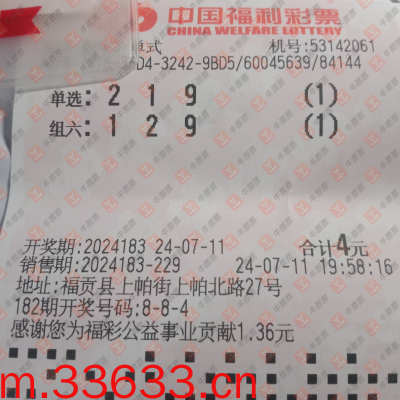 中国福利彩票
CHINA WELFARE LOTTERY
式 机号:53142061
D4-3242-9BD5/60045639/84144
单选: 2 1 9 (1)
组六: 1 2 9 (1)
开奖期:2024183 24-07-11 合计4元
销售期:2024183-229 24-07-11 19:58:16
地址:福贡县上帕街上帕北路27号
182期开奖号码:8-8-4
感谢您为福彩公益事业贡献1.36元
m.33633.cn